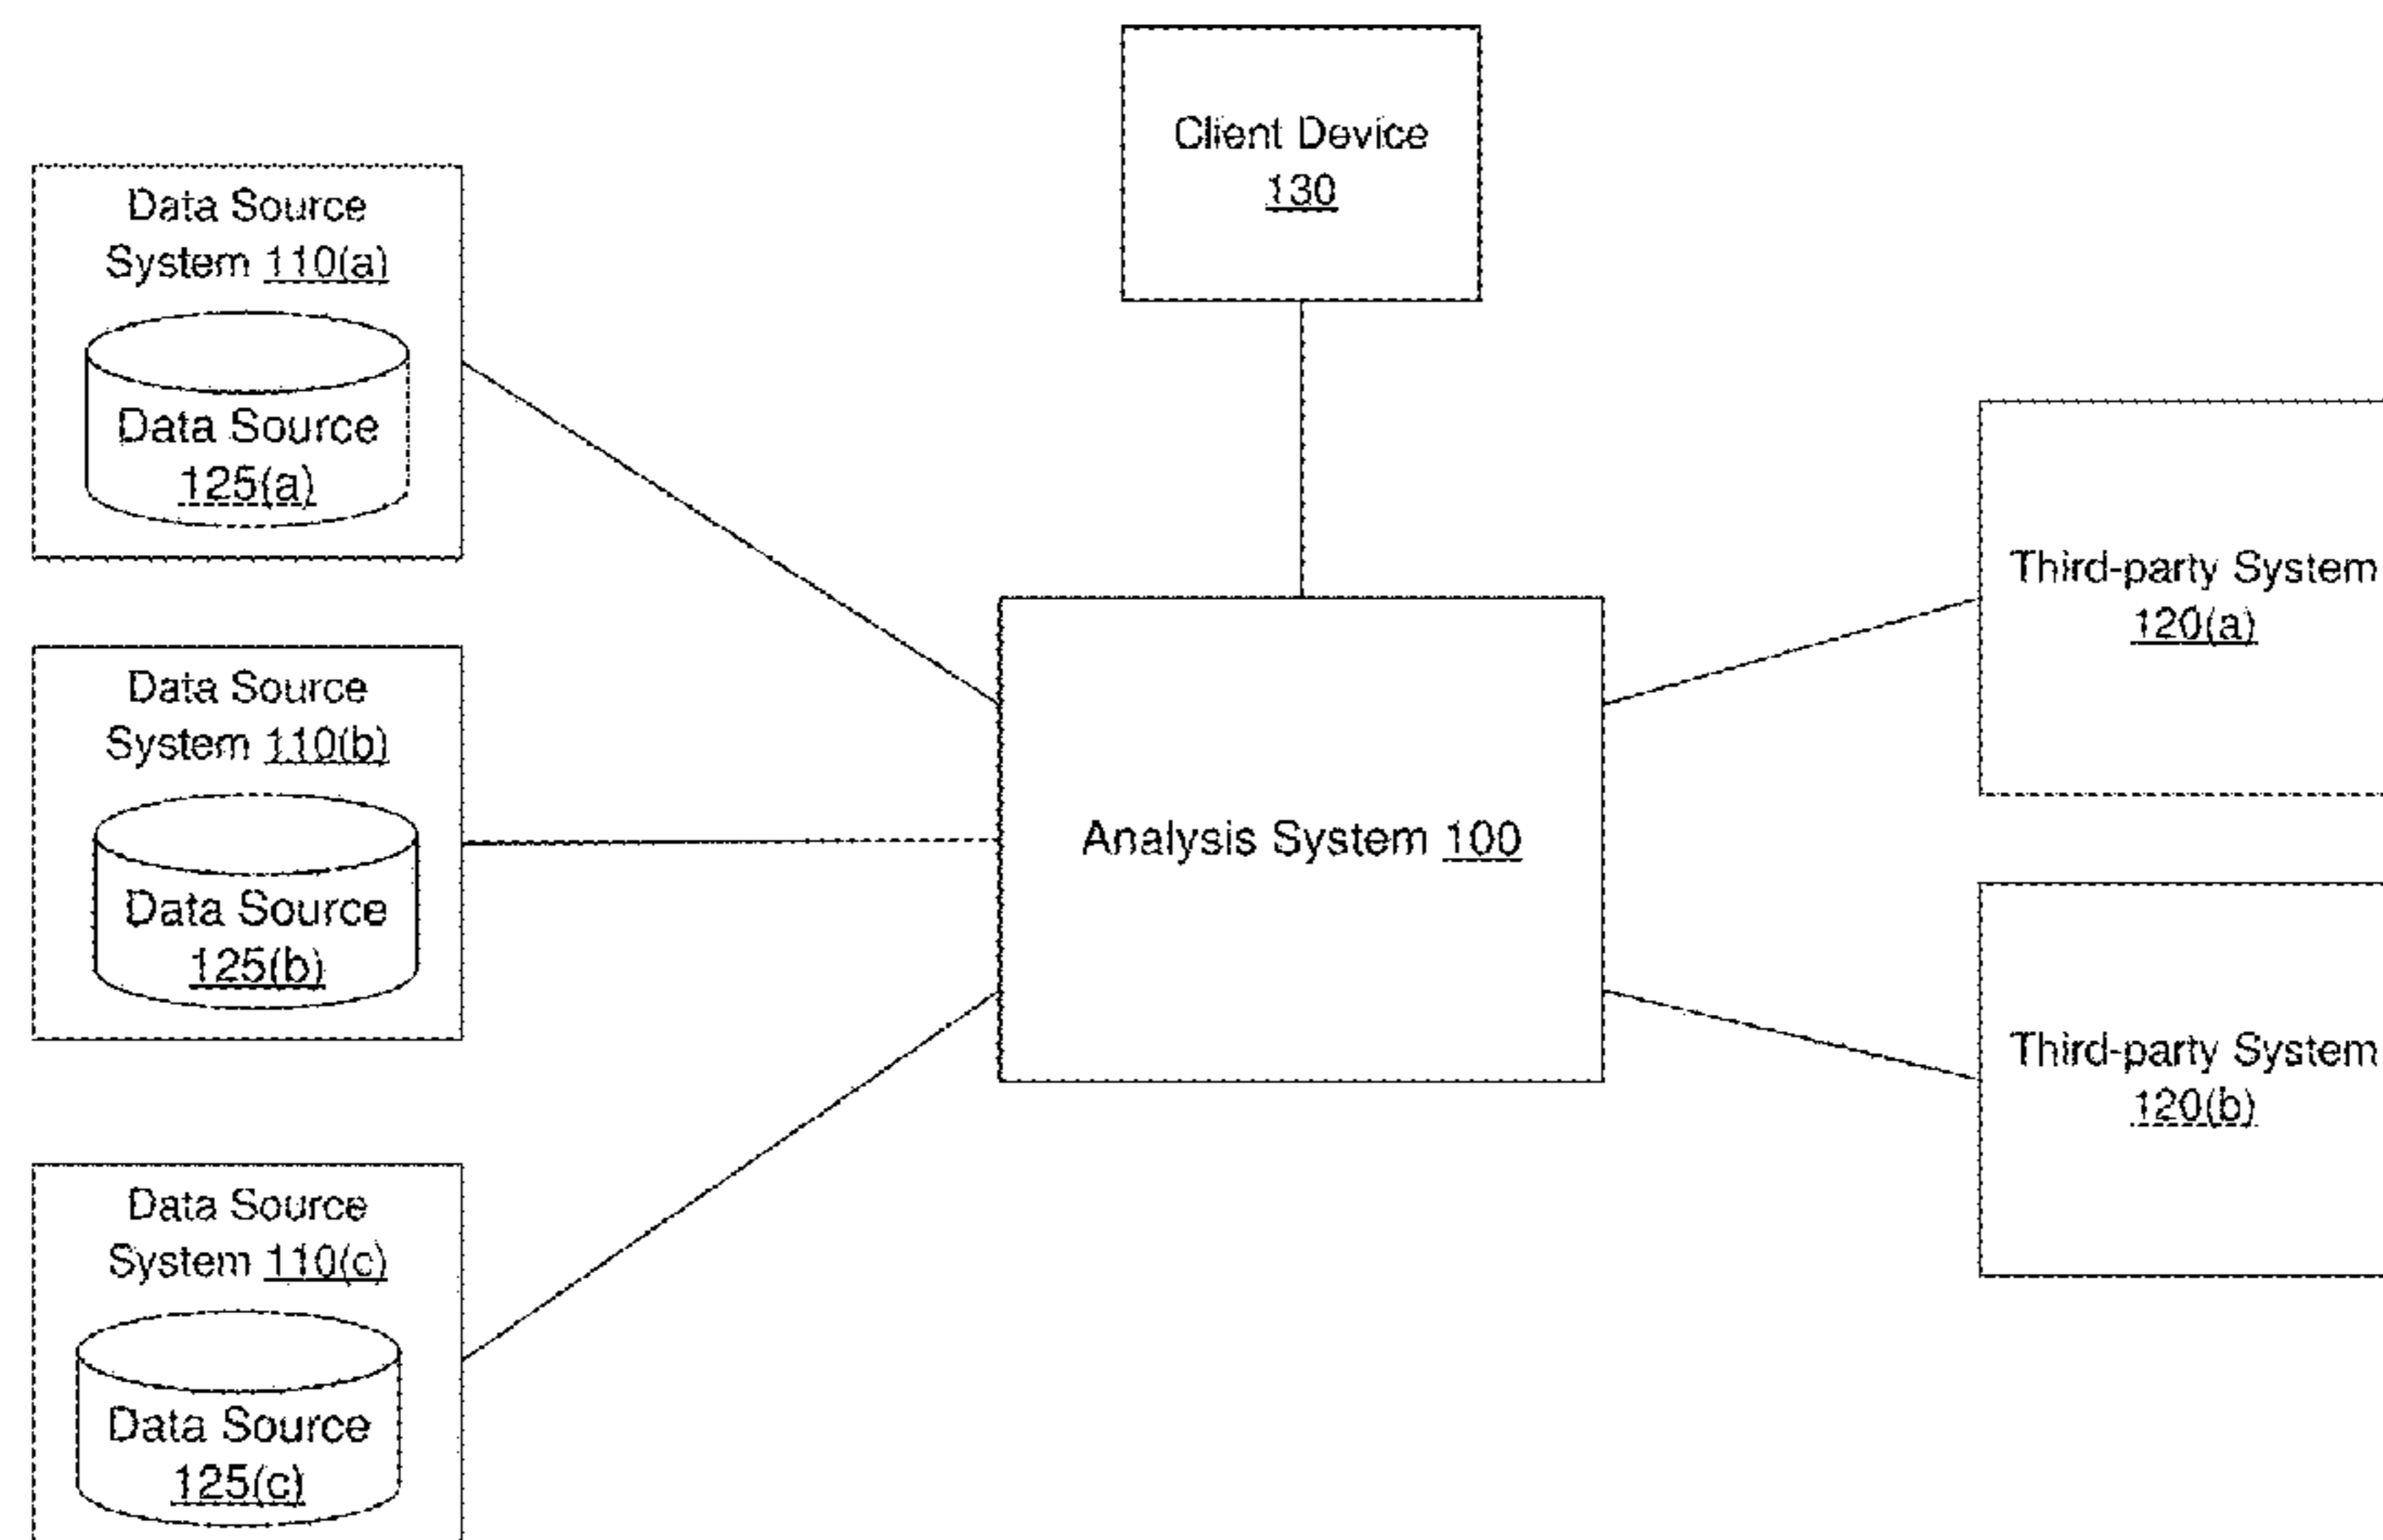 Client Device
130
Data Source
System 110(a)
Data Source
125(a)
Data Source
System 110(b)
Data Source
125(b)
Data Source
System 110(c)
Data Source
125(c)
Analysis System 100
Third-party System
120(a)
Third-party System
120(b)